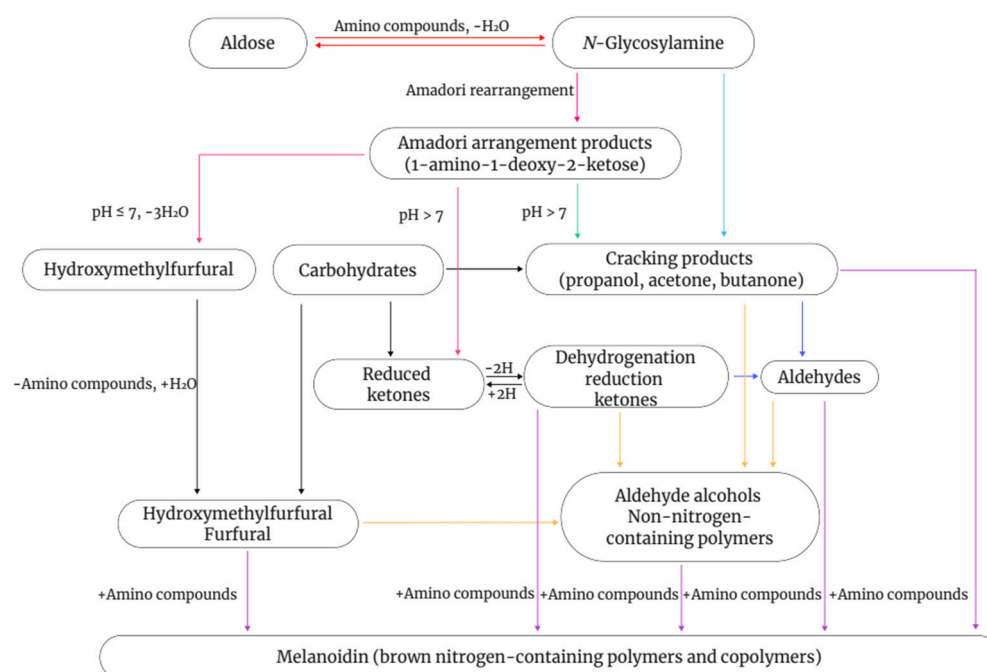 Amino compounds, -H₂O
Aldose
N-Glycosylamine
Amadori rearrangement
Amadori arrangement products
(1-amino-1-deoxy-2-ketose)
pH ≤ 7, -3H₂O
pH > 7
pH > 7
Hydroxymethylfurfural
Carbohydrates
Cracking products
(propanol, acetone, butanone)
-Amino compounds, +H₂O
Reduced
ketones
-2H
+2H
Dehydrogenation
reduction
ketones
Aldehydes
Hydroxymethylfurfural
Furfural
Aldehyde alcohols
Non-nitrogen-
containing polymers
+Amino compounds
+Amino compounds
+Amino compounds
+Amino compounds
+Amino compounds
Melanoidin (brown nitrogen-containing polymers and copolymers)